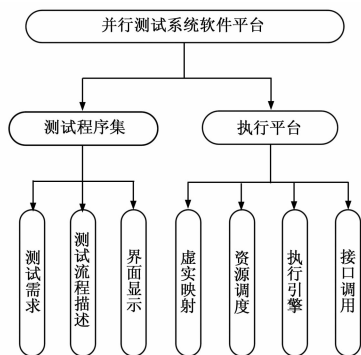 并行测试系统软件平台
测试程序集
执行平台
测试需求
测试流程描述
界面显示
虚实映射
资源调度
执行引擎
接口调用